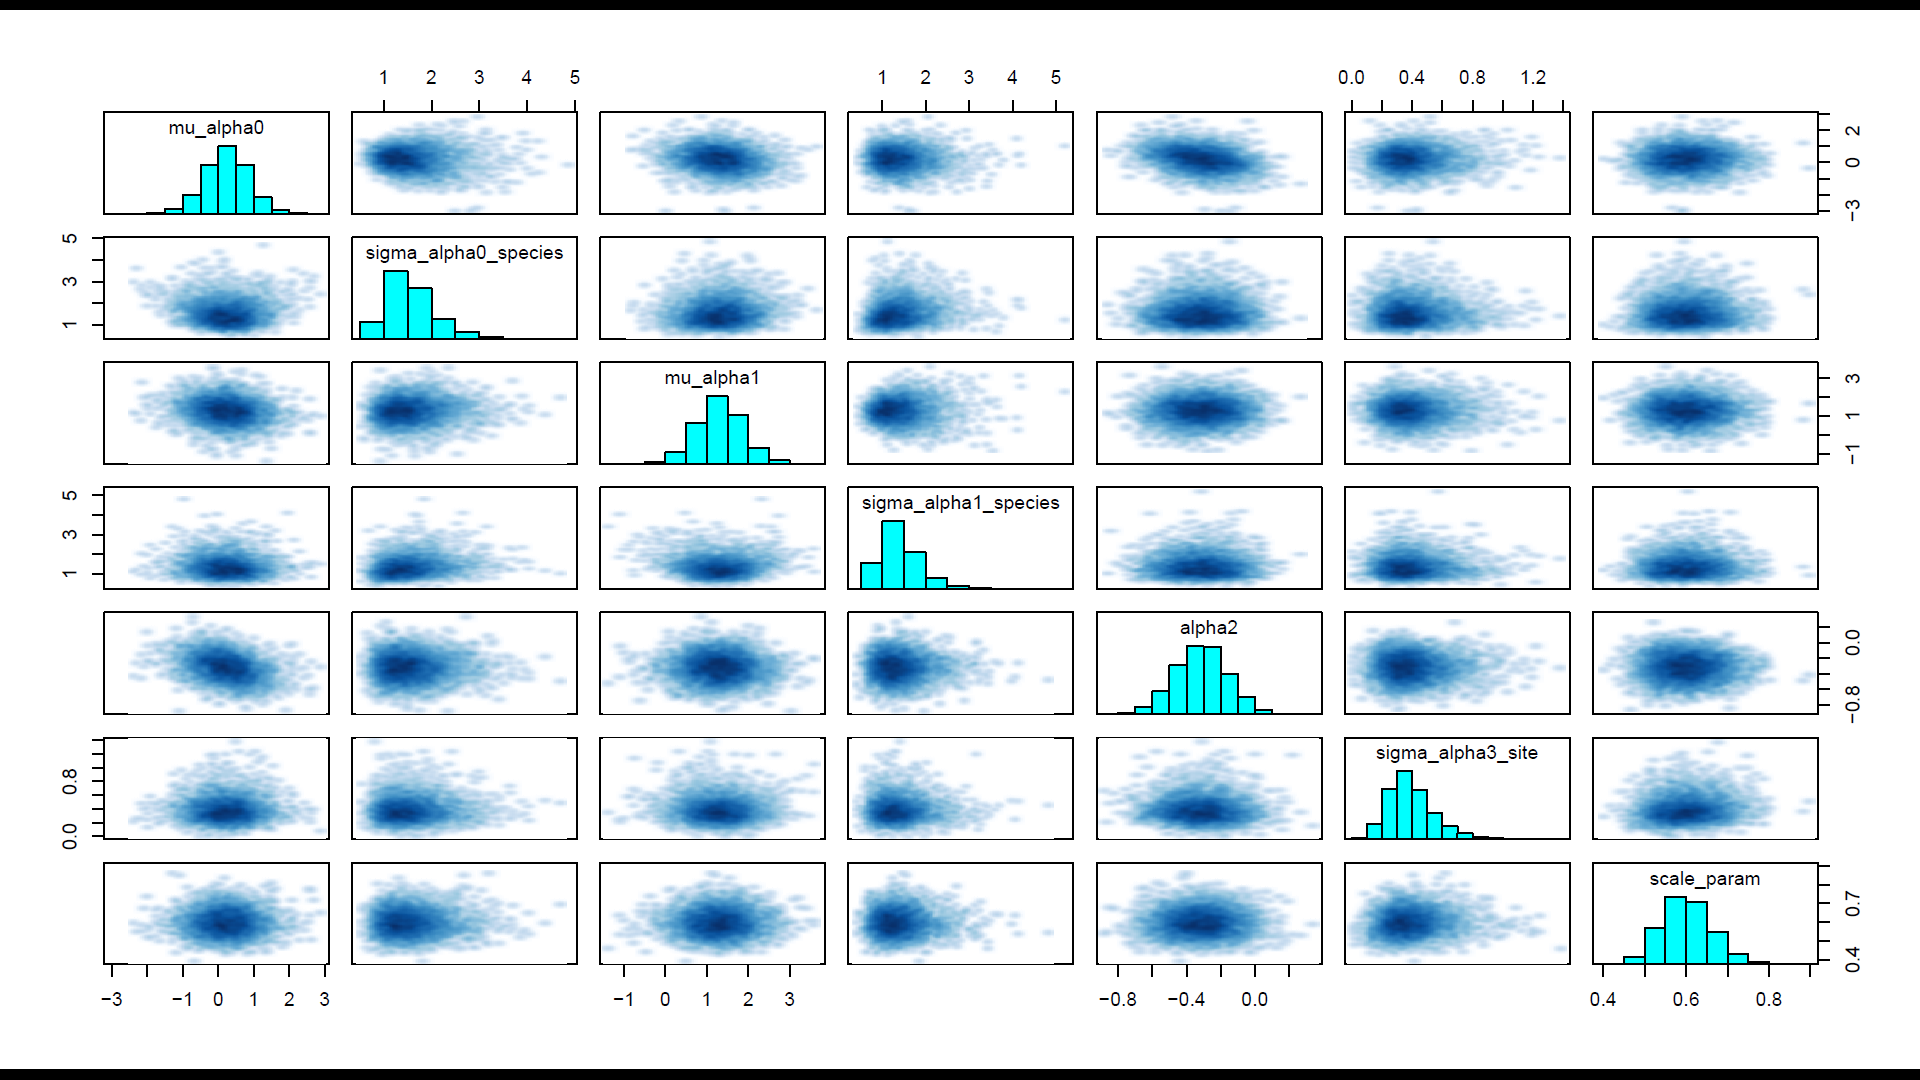 1 2 3 4 5 1 2 3 4 5 0.0 0.4 0.8 1.2
mu_alpha0
−3 0 2
sigma_alpha0_species
1 3 5
mu_alpha1
−1 1 3
sigma_alpha1_species
1 3 5
alpha2
−0.8 0.0
sigma_alpha3_site
0.0 0.8
scale_param
0.4 0.7
−3 −1 0 1 2 3 −1 0 1 2 3 −0.8 −0.4 0.0 0.4 0.6 0.8